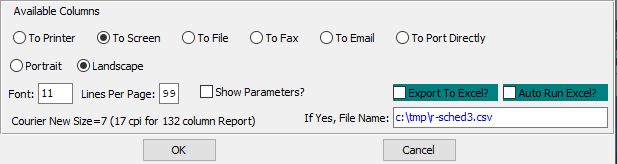 Available Columns
To Printer To Screen To File To Fax To Email To Port Directly
Portrait Landscape
Font: 11 Lines Per Page: 99 Show Parameters? Export To Excel? Auto Run Excel?
Courier New Size=7 (17 cpi for 132 column Report) If Yes, File Name: c:\tmp\r-sched3.csv
OK Cancel